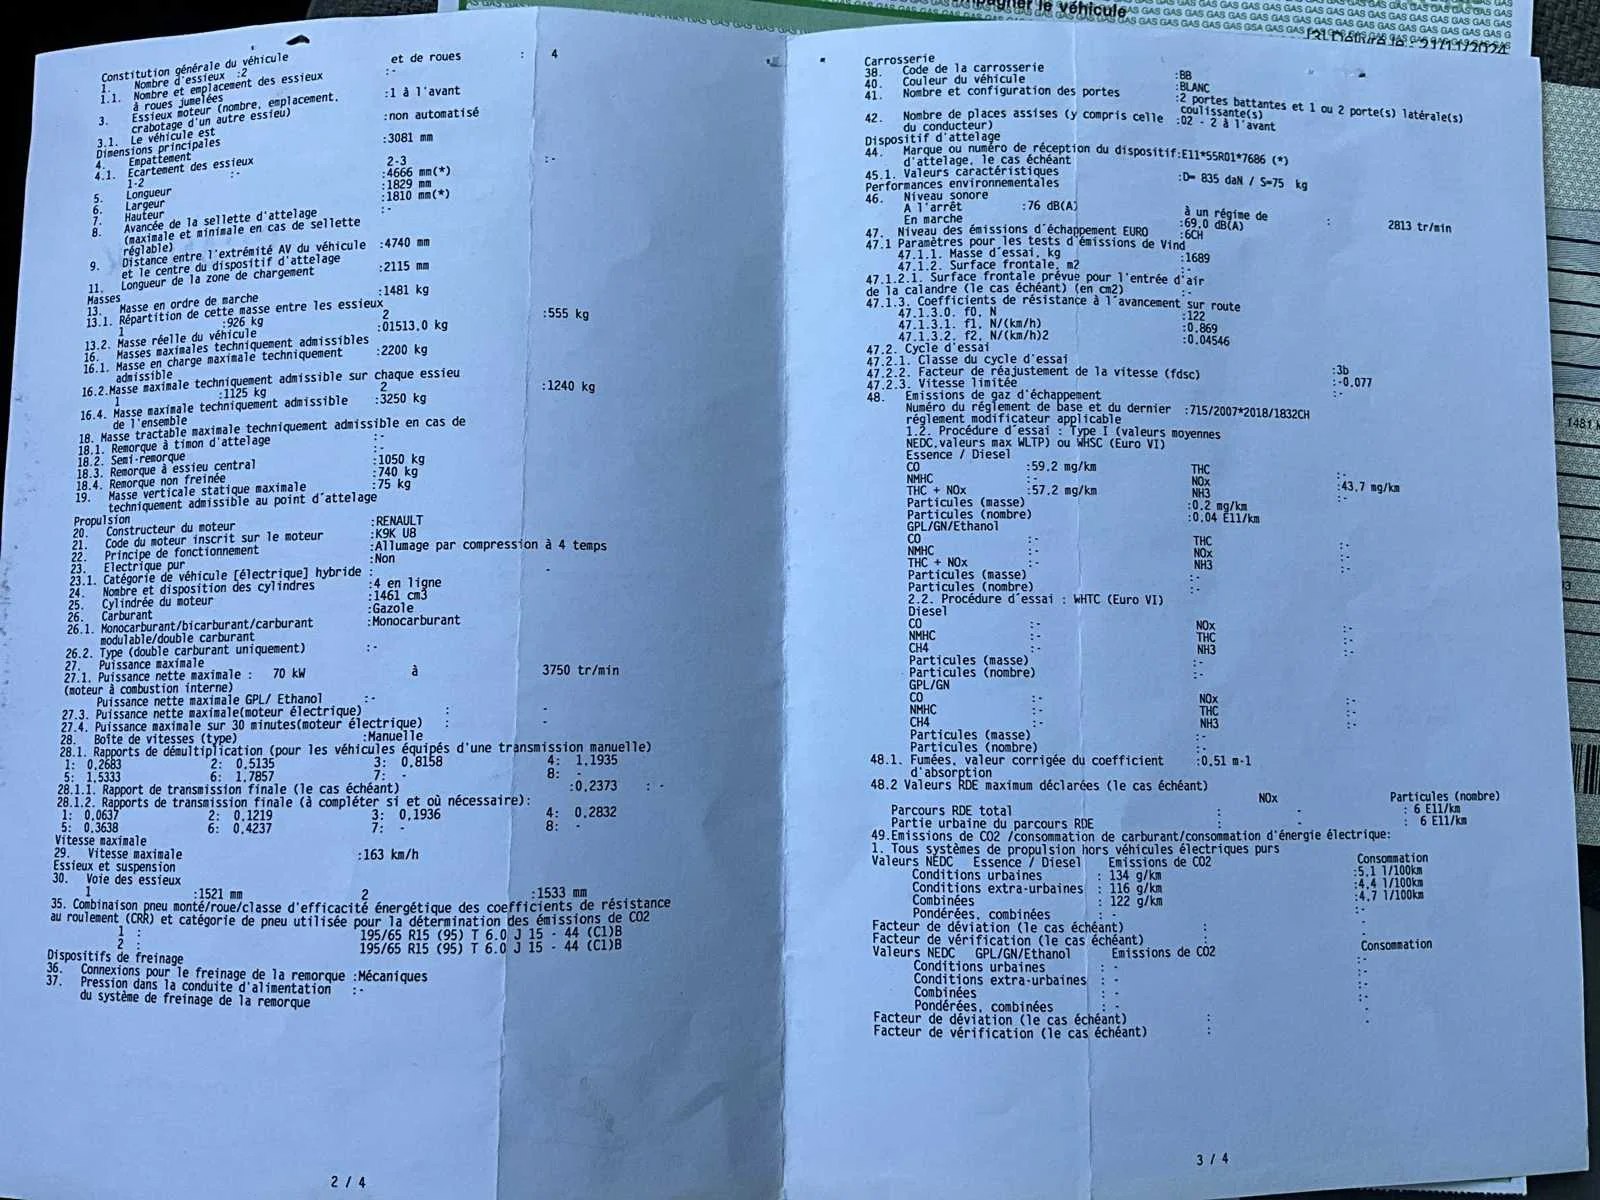 Constitution générale du véhicule
1. Nombre d'essieux :2 et de roues : 4
1.1. Nombre et emplacement des essieux :-
à roues jumelées
3. Essieux moteur (nombre, emplacement, :1 à l'avant
crabotage d'un autre essieu)
3.1. Le véhicule est :non automatisé
Dimensions principales
4. Empattement :3081 mm
4.1. Ecartement des essieux
1-2 :- 2-3 :-
5. Longueur :4666 mm(*)
6. Largeur :1829 mm
7. Hauteur :1810 mm(*)
8. Avancée de la sellette d'attelage :-
(maximale et minimale en cas de sellette
réglable)
9. Distance entre l'extrémité AV du véhicule :4740 mm
et le centre du dispositif d'attelage
11. Longueur de la zone de chargement :2115 mm
Masses
13. Masse en ordre de marche :1481 kg
13.1. Répartition de cette masse entre les essieux
1 :926 kg 2 :555 kg
13.2. Masse réelle du véhicule :01513,0 kg
16. Masses maximales techniquement admissibles
16.1. Masse en charge maximale techniquement :2200 kg
admissible
16.2.Masse maximale techniquement admissible sur chaque essieu
1 :1125 kg 2 :1240 kg
16.4. Masse maximale techniquement admissible :3250 kg
de l'ensemble
18. Masse tractable maximale techniquement admissible en cas de
18.1. Remorque à timon d'attelage :-
18.2. Semi-remorque :-
18.3. Remorque à essieu central :1050 kg
18.4. Remorque non freinée :740 kg
19. Masse verticale statique maximale :75 kg
techniquement admissible au point d'attelage
Propulsion
20. Constructeur du moteur :RENAULT
21. Code du moteur inscrit sur le moteur :K9K U8
22. Principe de fonctionnement :Allumage par compression à 4 temps
23. Electrique pur :Non
23.1. Catégorie de véhicule [électrique] hybride : -
24. Nombre et disposition des cylindres :4 en ligne
25. Cylindrée du moteur :1461 cm3
26. Carburant :Gazole
26.1. Monocarburant/bicarburant/carburant :Monocarburant
modulable/double carburant
26.2. Type (double carburant uniquement) :-
27. Puissance maximale
27.1. Puissance nette maximale : 70 kW à 3750 tr/min
(moteur à combustion interne)
Puissance nette maximale GPL/ Ethanol :-
27.3. Puissance nette maximale(moteur électrique) : -
27.4. Puissance maximale sur 30 minutes(moteur électrique) : -
28. Boîte de vitesses (type) :Manuelle
28.1. Rapports de démultiplication (pour les véhicules équipés d'une transmission manuelle)
1: 0,2683 2: 0,5135 3: 0,8158 4: 1,1935
5: 1,5333 6: 1,7857 7: - 8: -
28.1.1. Rapport de transmission finale (le cas échéant) :0,2373 : -
28.1.2. Rapports de transmission finale (à compléter si et où nécessaire):
1: 0,0637 2: 0,1219 3: 0,1936 4: 0,2832
5: 0,3638 6: 0,4237 7: - 8: -
Vitesse maximale
29. Vitesse maximale :163 km/h
Essieux et suspension
30. Voie des essieux
1 :1521 mm 2 :1533 mm
35. Combinaison pneu monté/roue/classe d'efficacité énergétique des coefficients de résistance
au roulement (CRR) et catégorie de pneu utilisée pour la détermination des émissions de CO2
1 : 195/65 R15 (95) T 6.0 J 15 - 44 (C1)B
2 : 195/65 R15 (95) T 6.0 J 15 - 44 (C1)B
Dispositifs de freinage
36. Connexions pour le freinage de la remorque :Mécaniques
37. Pression dans la conduite d'alimentation :-
du système de freinage de la remorque
2 / 4
mpagner le véhicule
[3] Délivré le : 21/11/2024
GAS GAS GAS GAS GAS GAS GAS GAS
Carrosserie
38. Code de la carrosserie :BB
40. Couleur du véhicule :BLANC
41. Nombre et configuration des portes :2 portes battantes et 1 ou 2 porte(s) latérale(s)
coulissante(s)
42. Nombre de places assises (y compris celle :02 - 2 à l'avant
du conducteur)
Dispositif d'attelage
44. Marque ou numéro de réception du dispositif:E11*55R01*7686 (*)
d'attelage, le cas échéant
45.1. Valeurs caractéristiques :D= 835 daN / S=75 kg
Performances environnementales
46. Niveau sonore
A l'arrêt :76 dB(A) à un régime de : 2813 tr/min
En marche :69,0 dB(A)
47. Niveau des émissions d'échappement EURO :6CH
47.1 Paramètres pour les tests d'émissions de Vind
47.1.1. Masse d'essai, kg :1689
47.1.2. Surface frontale, m2 :-
47.1.2.1. Surface frontale prévue pour l'entrée d'air
de la calandre (le cas échéant) (en cm2) :-
47.1.3. Coefficients de résistance à l'avancement sur route
47.1.3.0. f0, N :122
47.1.3.1. f1, N/(km/h) :0.869
47.1.3.2. f2, N/(km/h)2 :0.04546
47.2. Cycle d'essai
47.2.1. Classe du cycle d'essai :3b
47.2.2. Facteur de réajustement de la vitesse (fdsc) :-0.077
47.2.3. Vitesse limitée :-
48. Emissions de gaz d'échappement
Numéro du règlement de base et du dernier :715/2007*2018/1832CH
règlement modificateur applicable
1.2. Procédure d'essai : Type I (valeurs moyennes
NEDC,valeurs max WLTP) ou WHSC (Euro VI)
Essence / Diesel
CO :59.2 mg/km THC :-
NMHC :- NOx :43.7 mg/km
THC + NOx :57.2 mg/km NH3 :-
Particules (masse) :0.2 mg/km
Particules (nombre) :0.04 E11/km
GPL/GN/Ethanol
CO :- THC :-
NMHC :- NOx :-
THC + NOx :- NH3 :-
Particules (masse) :-
Particules (nombre) :-
2.2. Procédure d'essai : WHTC (Euro VI)
Diesel
CO :- NOx :-
NMHC :- THC :-
CH4 :- NH3 :-
Particules (masse) :-
Particules (nombre) :-
GPL/GN
CO :- NOx :-
NMHC :- THC :-
CH4 :- NH3 :-
Particules (masse) :-
Particules (nombre) :-
48.1. Fumées, valeur corrigée du coefficient :0,51 m-1
d'absorption
48.2 Valeurs RDE maximum déclarées (le cas échéant)
NOx Particules (nombre)
Parcours RDE total : - : 6 E11/km
Partie urbaine du parcours RDE : - : 6 E11/km
49.Emissions de CO2 /consommation de carburant/consommation d'énergie électrique:
1. Tous systèmes de propulsion hors véhicules électriques purs
Valeurs NEDC Essence / Diesel Emissions de CO2 Consommation
Conditions urbaines : 134 g/km :5,1 l/100km
Conditions extra-urbaines : 116 g/km :4,4 l/100km
Combinées : 122 g/km :4,7 l/100km
Pondérées, combinées : - :-
Facteur de déviation (le cas échéant) :
Facteur de vérification (le cas échéant) :
Valeurs NEDC GPL/GN/Ethanol Emissions de CO2 Consommation
Conditions urbaines : - :-
Conditions extra-urbaines : - :-
Combinées : - :-
Pondérées, combinées : - :-
Facteur de déviation (le cas échéant) :
Facteur de vérification (le cas échéant) :
3 / 4
1481